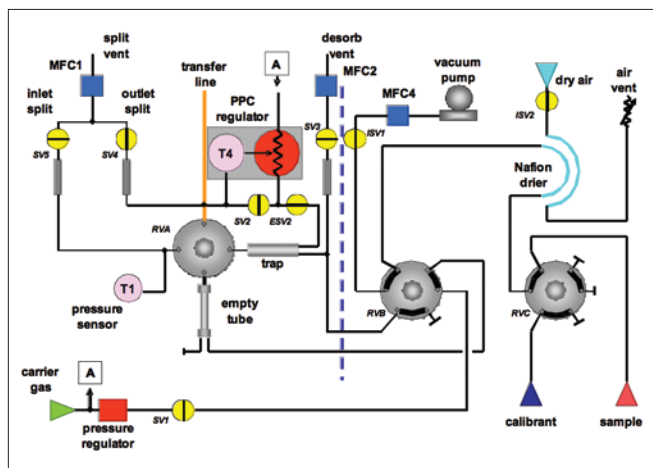 split
vent
MFC1
inlet
split
outlet
split
SV5
SV4
transfer
line
A
PPC
regulator
T4
desorb
vent
MFC2
SV3
ISV1
MFC4
vacuum
pump
dry air
ISV2
air
vent
Nafion
drier
SV2
ESV2
RVA
trap
T1
pressure
sensor
empty
tube
RVB
RVC
carrier
gas
A
pressure
regulator
SV1
calibrant
sample